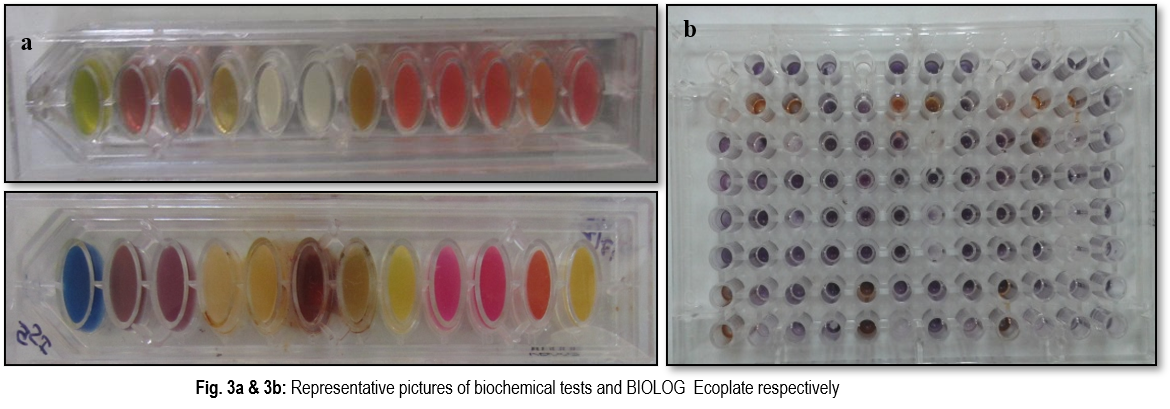 a
b
Fig. 3a & 3b: Representative pictures of biochemical tests and BIOLOG Ecoplate respectively